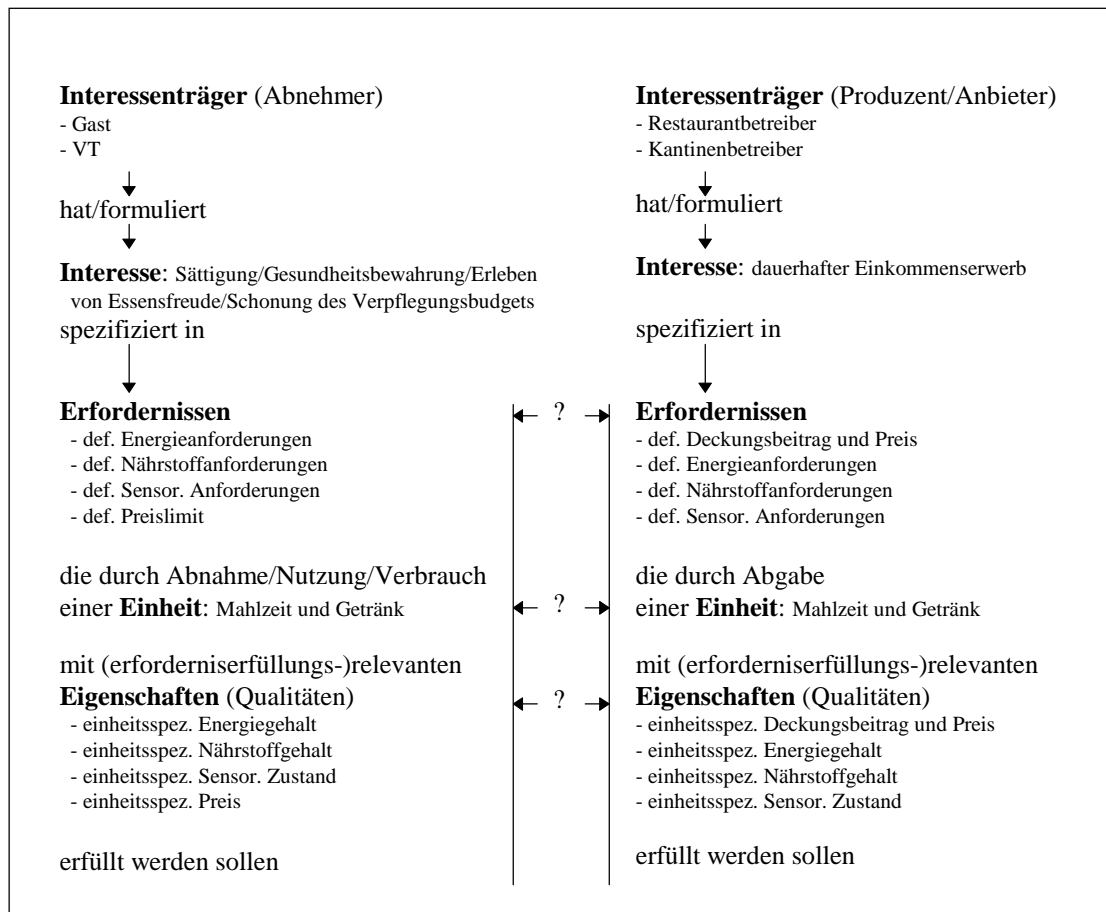 Interessenträger (Abnehmer)
- Gast
- VT
hat/formuliert
Interesse: Sättigung/Gesundheitsbewahrung/Erleben
von Essensfreude/Schonung des Verpflegungsbudgets
spezifiziert in
Erfordernissen
- def. Energieanforderungen
- def. Nährstoffanforderungen
- def. Sensor. Anforderungen
- def. Preislimit
die durch Abnahme/Nutzung/Verbrauch
einer Einheit: Mahlzeit und Getränk
mit (erforderniserfüllungs-)relevanten
Eigenschaften (Qualitäten)
- einheitsspez. Energiegehalt
- einheitsspez. Nährstoffgehalt
- einheitsspez. Sensor. Zustand
- einheitsspez. Preis
erfüllt werden sollen
?
?
?
Interessenträger (Produzent/Anbieter)
- Restaurantbetreiber
- Kantinenbetreiber
hat/formuliert
Interesse: dauerhafter Einkommenserwerb
spezifiziert in
Erfordernissen
- def. Deckungsbeitrag und Preis
- def. Energieanforderungen
- def. Nährstoffanforderungen
- def. Sensor. Anforderungen
die durch Abgabe
einer Einheit: Mahlzeit und Getränk
mit (erforderniserfüllungs-)relevanten
Eigenschaften (Qualitäten)
- einheitsspez. Deckungsbeitrag und Preis
- einheitsspez. Energiegehalt
- einheitsspez. Nährstoffgehalt
- einheitsspez. Sensor. Zustand
erfüllt werden sollen